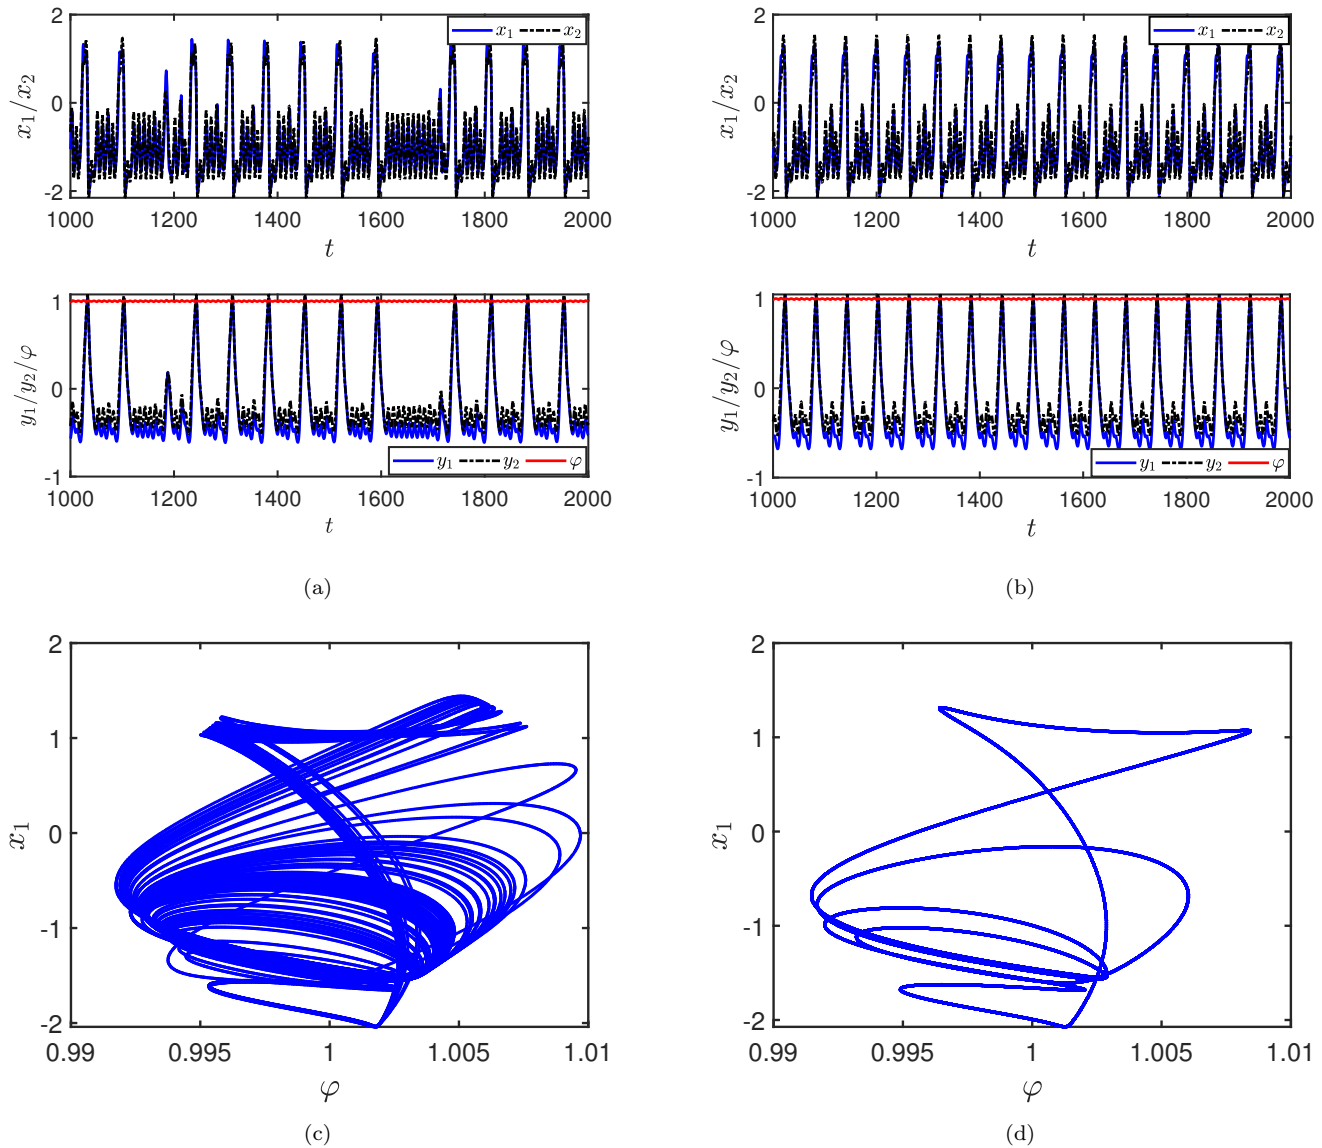 2
0
-2
x₁/x₂
x₁ x₂
1000 1200 1400 1600 1800 2000
t
2
0
-2
x₁/x₂
x₁ x₂
1000 1200 1400 1600 1800 2000
t
1
0
-1
y₁/y₂/φ
y₁ y₂ φ
1000 1200 1400 1600 1800 2000
t
1
0
-1
y₁/y₂/φ
y₁ y₂ φ
1000 1200 1400 1600 1800 2000
t
(a)
(b)
2
1
0
-1
-2
x₁
0.99 0.995 1 1.005 1.01
φ
2
1
0
-1
-2
x₁
0.99 0.995 1 1.005 1.01
φ
(c)
(d)